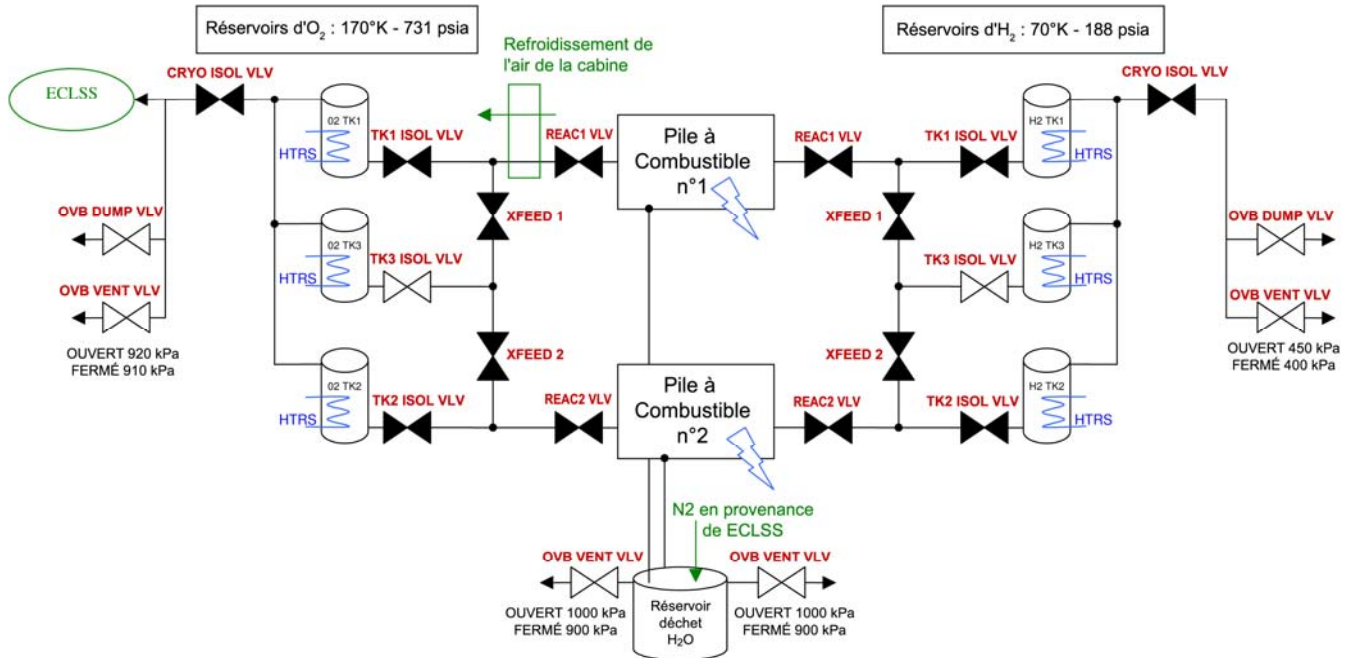 Réservoirs d'O2 : 170°K - 731 psia
Réservoirs d'H2 : 70°K - 188 psia
Refroidissement de
l'air de la cabine
CRYO ISOL VLV
CRYO ISOL VLV
ECLSS
02 TK1
HTRS
TK1 ISOL VLV
REAC1 VLV
Pile à
Combustible
n°1
REAC1 VLV
TK1 ISOL VLV
H2 TK1
HTRS
OVB DUMP VLV
XFEED 1
XFEED 1
OVB DUMP VLV
02 TK3
HTRS
TK3 ISOL VLV
TK3 ISOL VLV
H2 TK3
HTRS
OVB VENT VLV
OUVERT 920 kPa
FERMÉ 910 kPa
OVB VENT VLV
OUVERT 450 kPa
FERMÉ 400 kPa
XFEED 2
XFEED 2
02 TK2
HTRS
TK2 ISOL VLV
REAC2 VLV
Pile à
Combustible
n°2
REAC2 VLV
TK2 ISOL VLV
H2 TK2
HTRS
N2 en provenance
de ECLSS
OVB VENT VLV
OVB VENT VLV
OUVERT 1000 kPa
FERMÉ 900 kPa
Réservoir
déchet
H2O
OUVERT 1000 kPa
FERMÉ 900 kPa